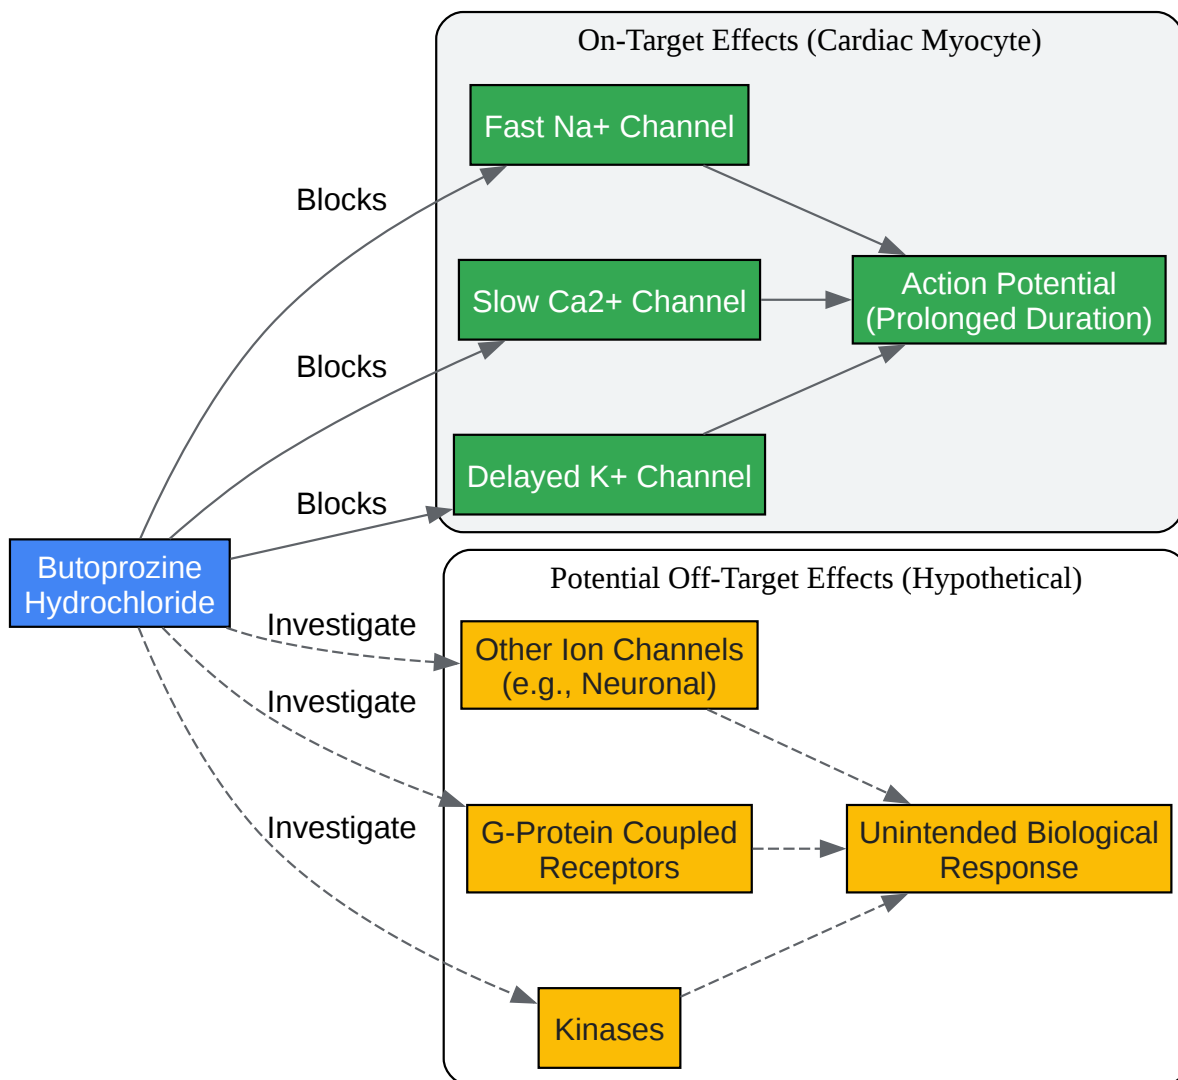 On-Target Effects (Cardiac Myocyte)
Fast Na+ Channel
Blocks
Slow Ca2+ Channel
Action Potential
(Prolonged Duration)
Blocks
Delayed K+ Channel
Blocks
Butoprozine
Hydrochloride
Potential Off-Target Effects (Hypothetical)
Investigate
Other Ion Channels
(e.g., Neuronal)
Investigate
G-Protein Coupled
Receptors
Unintended Biological
Response
Investigate
Kinases